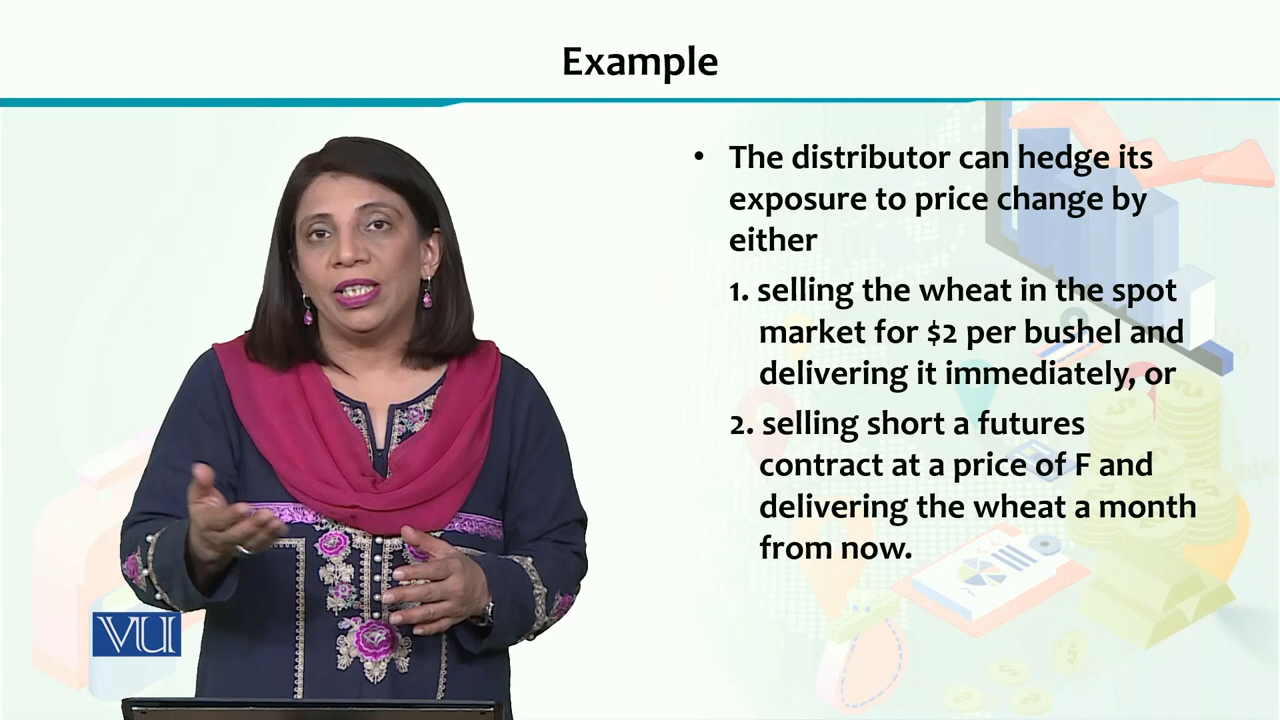 Example
• The distributor can hedge its
exposure to price change by
either
1. selling the wheat in the spot
market for $2 per bushel and
delivering it immediately, or
2. selling short a futures
contract at a price of F and
delivering the wheat a month
from now.
VU